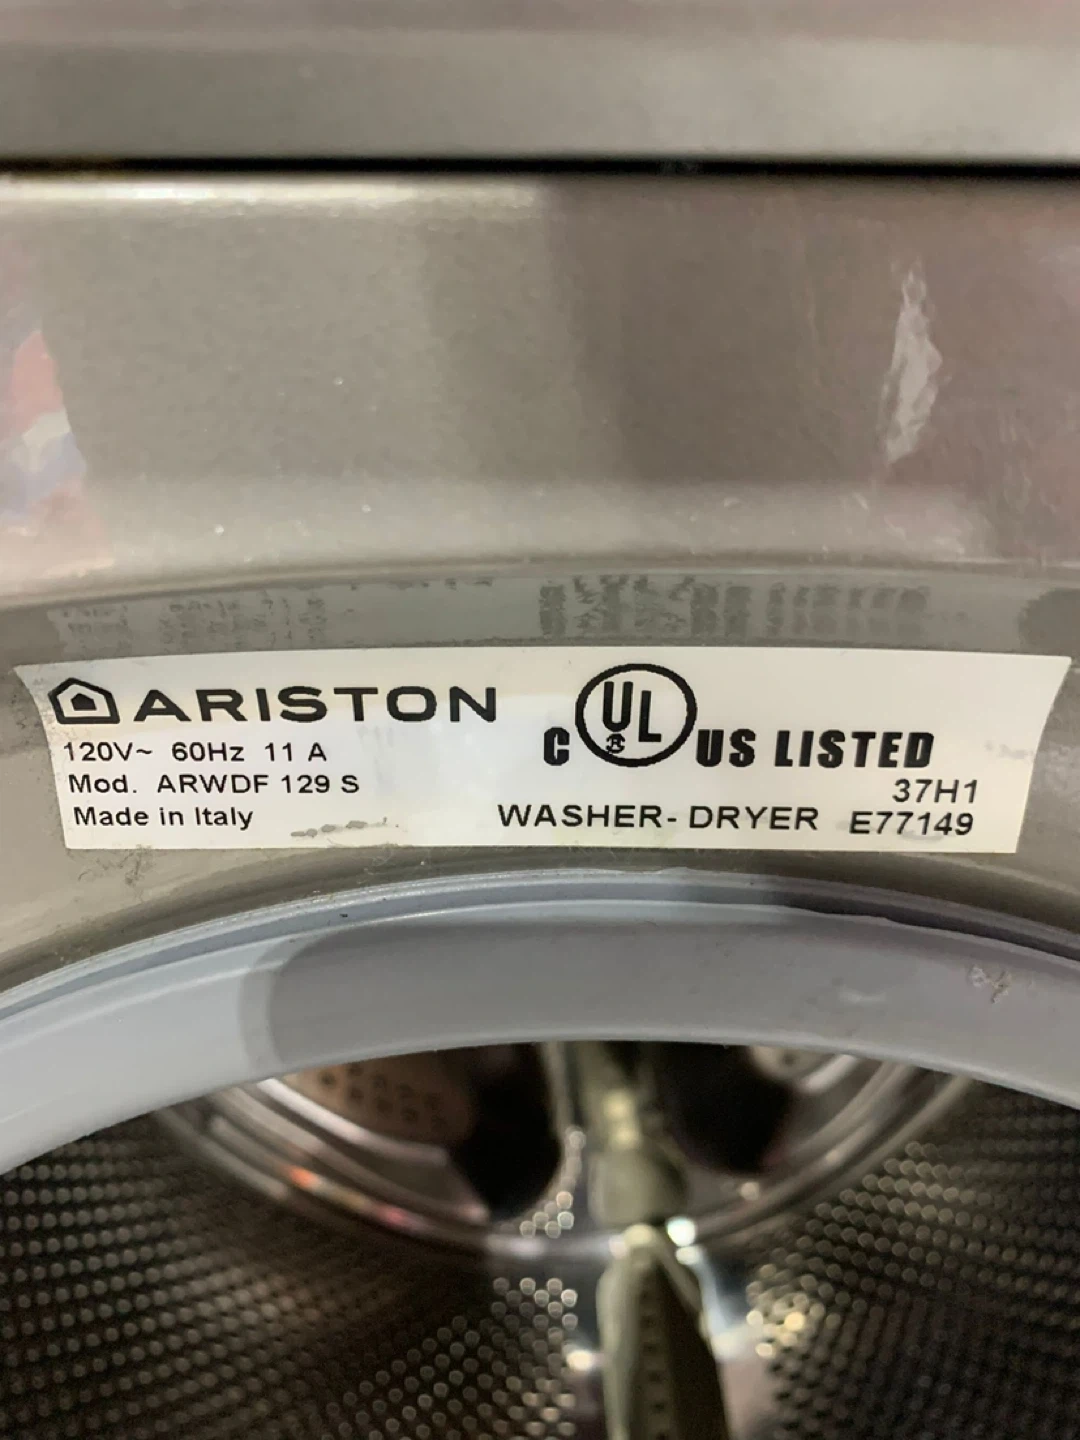 ARISTON
120V~ 60Hz 11 A
Mod. ARWDF 129 S
Made in Italy
C UL US LISTED
37H1
WASHER-DRYER E77149